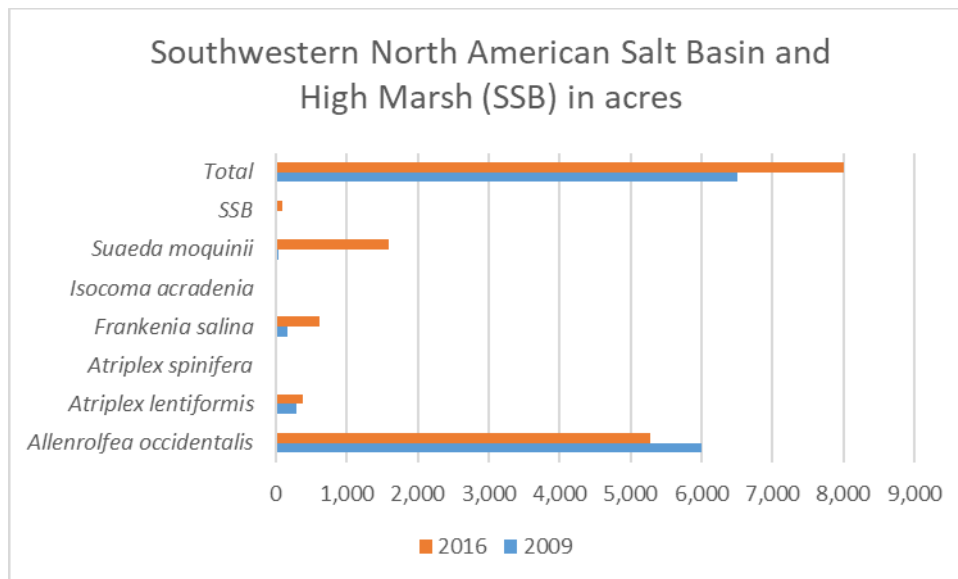 Southwestern North American Salt Basin and
High Marsh (SSB) in acres
Total
SSB
Suaeda moquinii
Isocoma acradenia
Frankenia salina
Atriplex spinifera
Atriplex lentiformis
Allenrolfea occidentalis
0 1,000 2,000 3,000 4,000 5,000 6,000 7,000 8,000 9,000
2016 2009